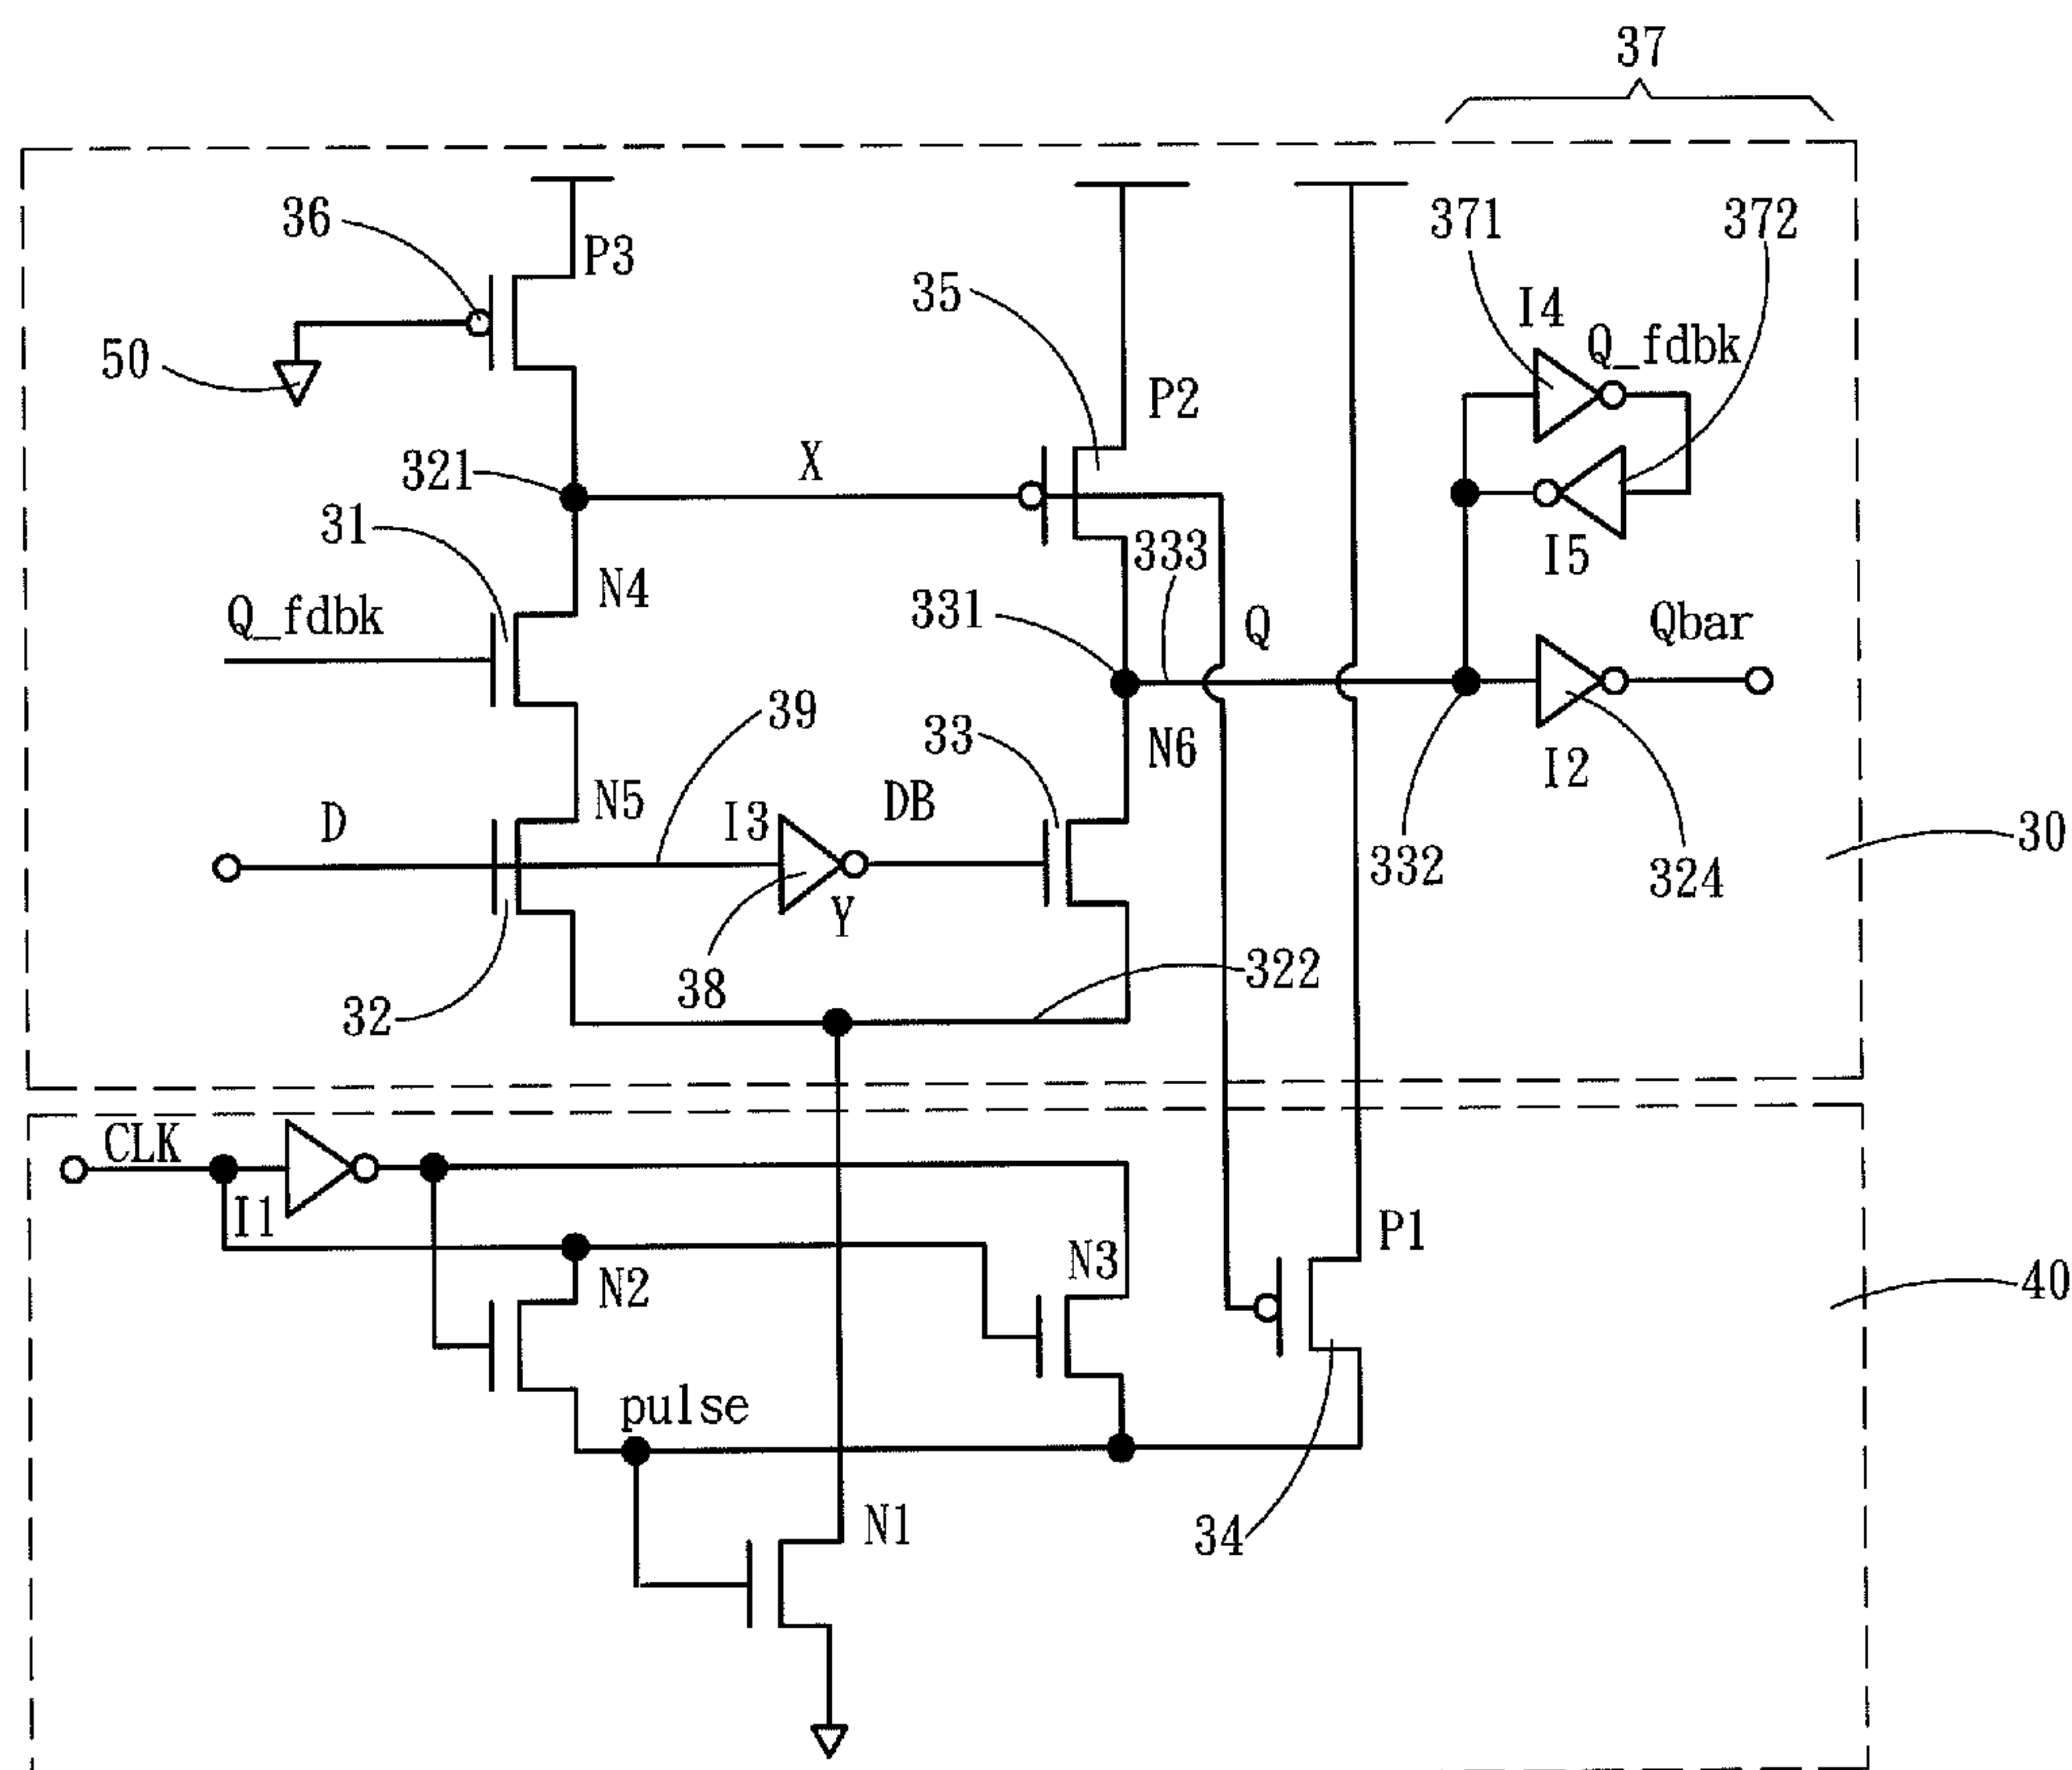 37
36
P3
371
372
35
I4
Q_fdbk
50
P2
321
X
31
333
I5
N4
Q_fdbk
331
Q
Qbar
39
33
N6
D
N5
I3
DB
I2
30
332
324
Y
38
322
32
CLK
I1
P1
N3
40
N2
pulse
N1
34